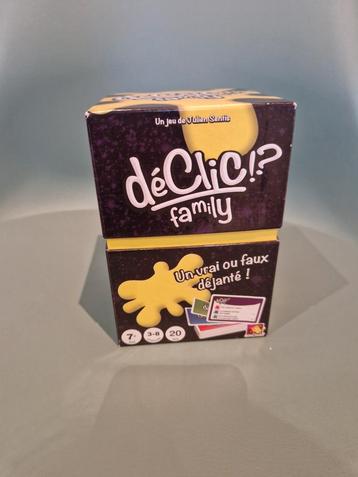 Un jeu de Julien Sentis
déClic!?
family
Un vrai ou faux
déjanté !
7+
3-8
20